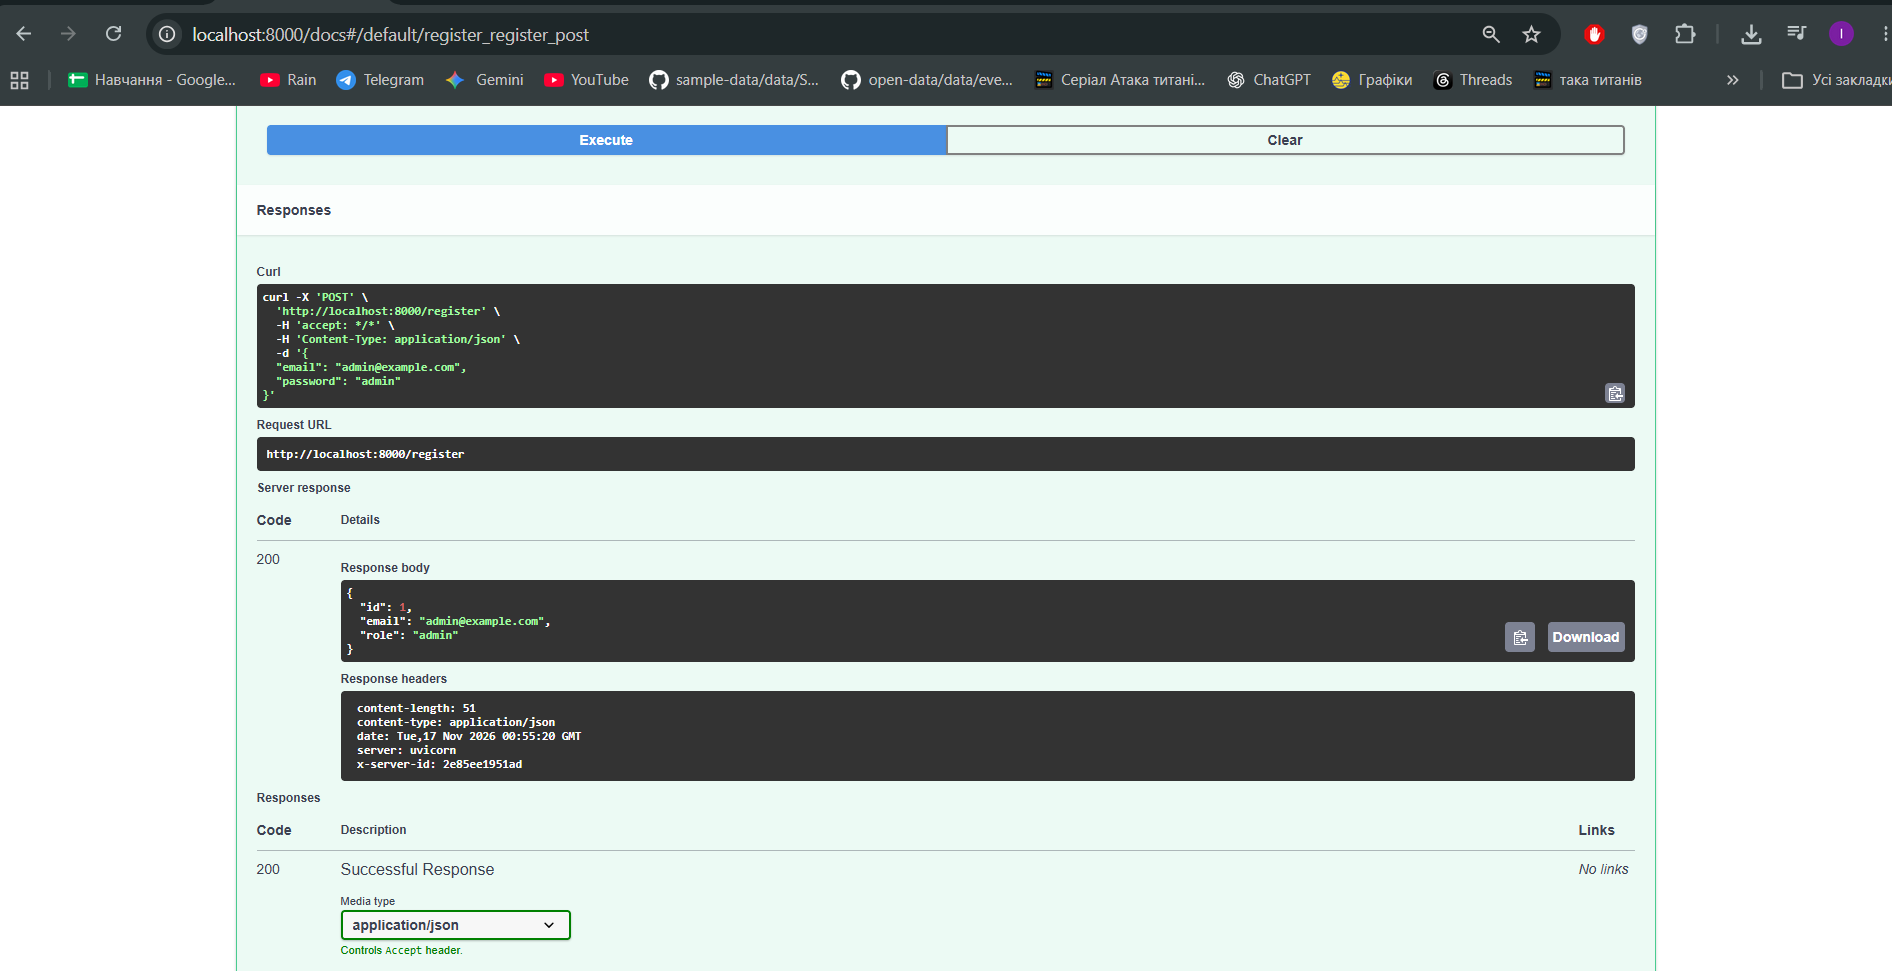 localhost:8000/docs#/default/register_register_post
Навчання - Google...
Rain
Telegram
Gemini
YouTube
sample-data/data/S...
open-data/data/eve...
Серіал Атака титані...
ChatGPT
Графіки
Threads
така титанів
»
Усі закладки
I
Execute
Clear
Responses
Curl
curl -X 'POST' \
'http://localhost:8000/register' \
-H 'accept: */*' \
-H 'Content-Type: application/json' \
-d '{
"email": "admin@example.com",
"password": "admin"
}'
Request URL
http://localhost:8000/register
Server response
Code Details
200
Response body
{
"id": 1,
"email": "admin@example.com",
"role": "admin"
}
Download
Response headers
content-length: 51
content-type: application/json
date: Tue,17 Nov 2026 00:55:20 GMT
server: uvicorn
x-server-id: 2e85ee1951ad
Responses
Code Description Links
200 Successful Response No links
Media type
application/json
Controls Accept header.